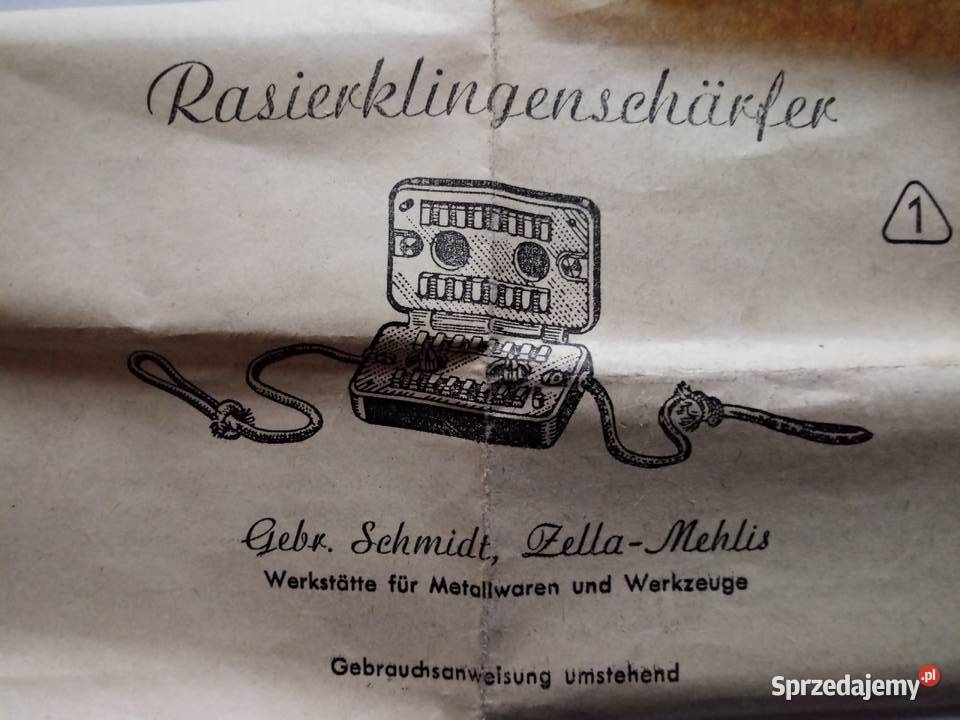 Rasierklingenschärfer
1
Gebr. Schmidt, Zella-Mehlis
Werkstätte für Metallwaren und Werkzeuge
Gebrauchsanweisung umstehend
Sprzedajemy.pl